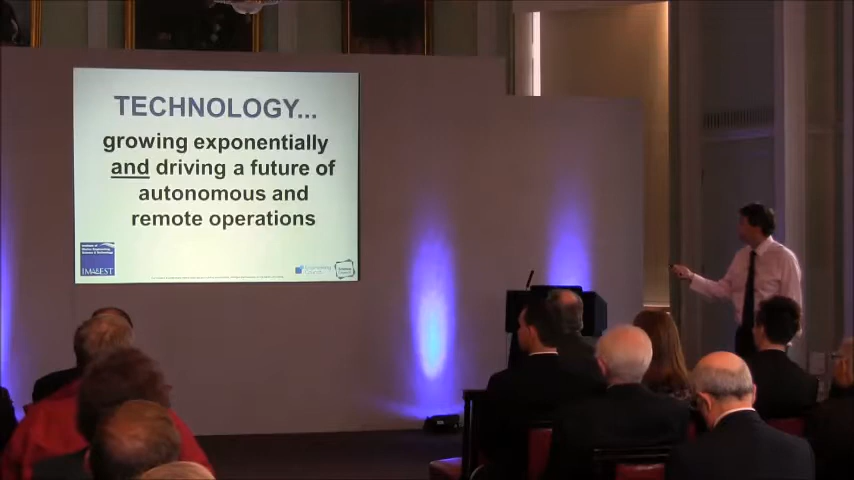 TECHNOLOGY...
growing exponentially
and driving a future of
autonomous and
remote operations
IMarEST